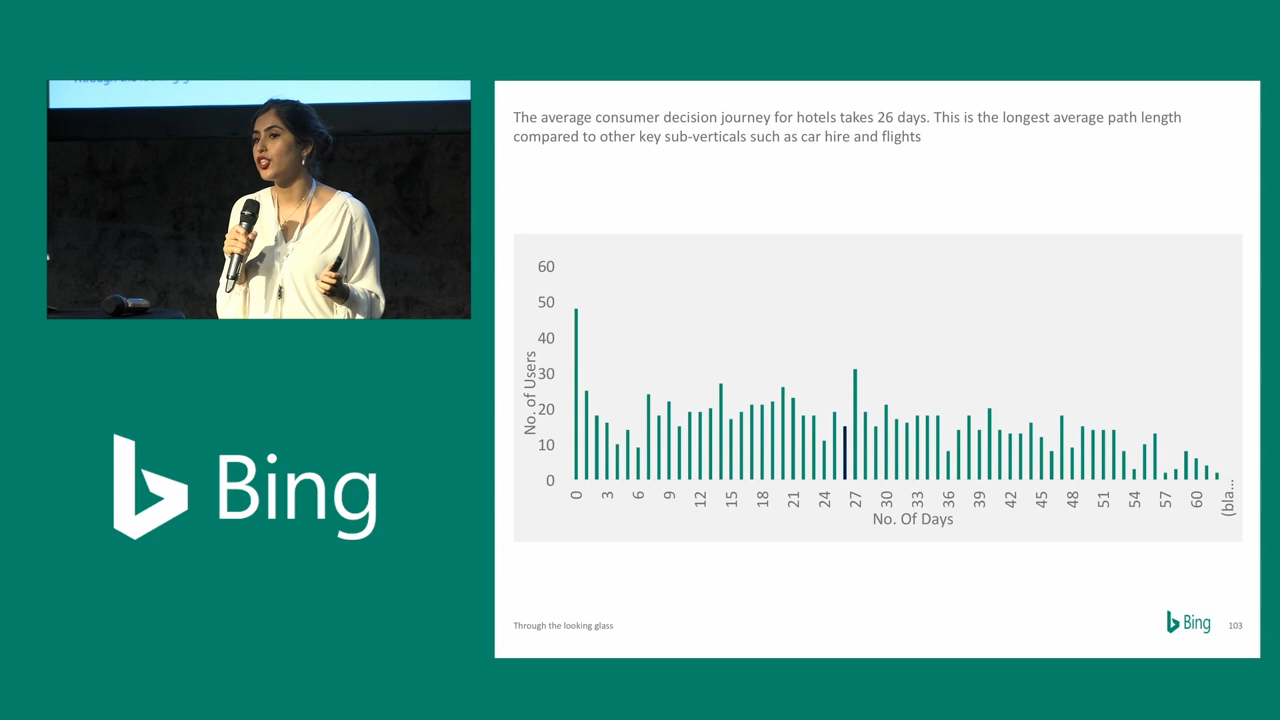 The average consumer decision journey for hotels takes 26 days. This is the longest average path length
compared to other key sub-verticals such as car hire and flights
60
50
40
30
20
10
0
No. of Users
0 3 6 9 12 15 18 21 24 27 30 33 36 39 42 45 48 51 54 57 60 (bla...
No. Of Days
Bing
Through the looking glass
Bing
103